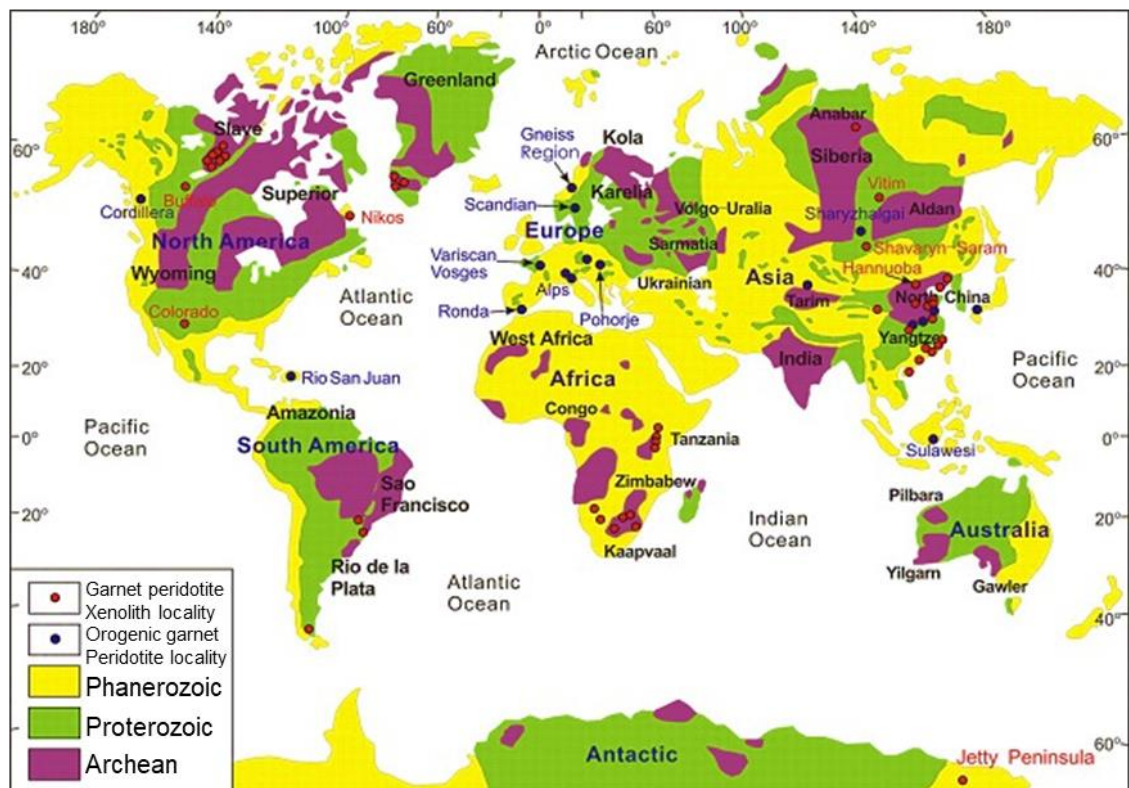 180°
140°
100°
60°
0°
60°
100°
140°
180°
Arctic Ocean
Greenland
Slave
Anabar
60°
Gneiss
Region
Kola
60°
Siberia
Superior
Karelia
Vitim
Buffalo
Scandian
Cordillera
Nikos
Volgo-Uralia
Sharyzhalgai
Aldan
Europe
North America
Sarmatia
Shavaryn-Saram
Variscan
Vosges
Wyoming
Asia
Hannuoba
40°
Ukrainian
40°
Alps
Atlantic
Ocean
Tarim
North China
Colorado
Ronda
Pohorje
West Africa
Yangtze
India
Pacific
Ocean
20°
20°
Rio San Juan
Africa
Amazonia
Congo
Pacific
Ocean
0°
South America
Tanzania
0°
Sulawesi
Sao
Francisco
Zimbabew
Pilbara
20°
Indian
Ocean
20°
Australia
Kaapvaal
Rio de la
Plata
Yilgarn
Gawler
Atlantic
Ocean
40°
Garnet peridotite
Xenolith locality
Orogenic garnet
Peridotite locality
Phanerozoic
Proterozoic
Archean
60°
Antactic
Jetty Peninsula